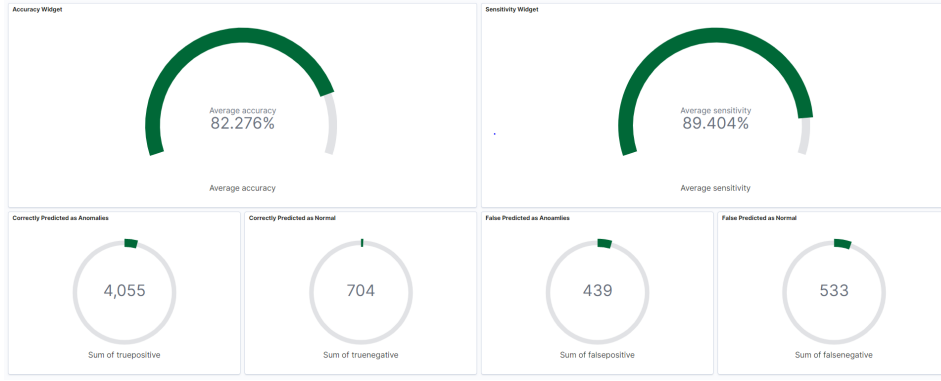 Accuracy Widget
Average accuracy
82.276%
Average accuracy
Sensitivity Widget
Average sensitivity
89.404%
Average sensitivity
Correctly Predicted as Anomalies
4,055
Sum of truepositive
Correctly Predicted as Normal
704
Sum of truenegative
False Predicted as Anoamlies
439
Sum of falsepositive
False Predicted as Normal
533
Sum of falsenegative